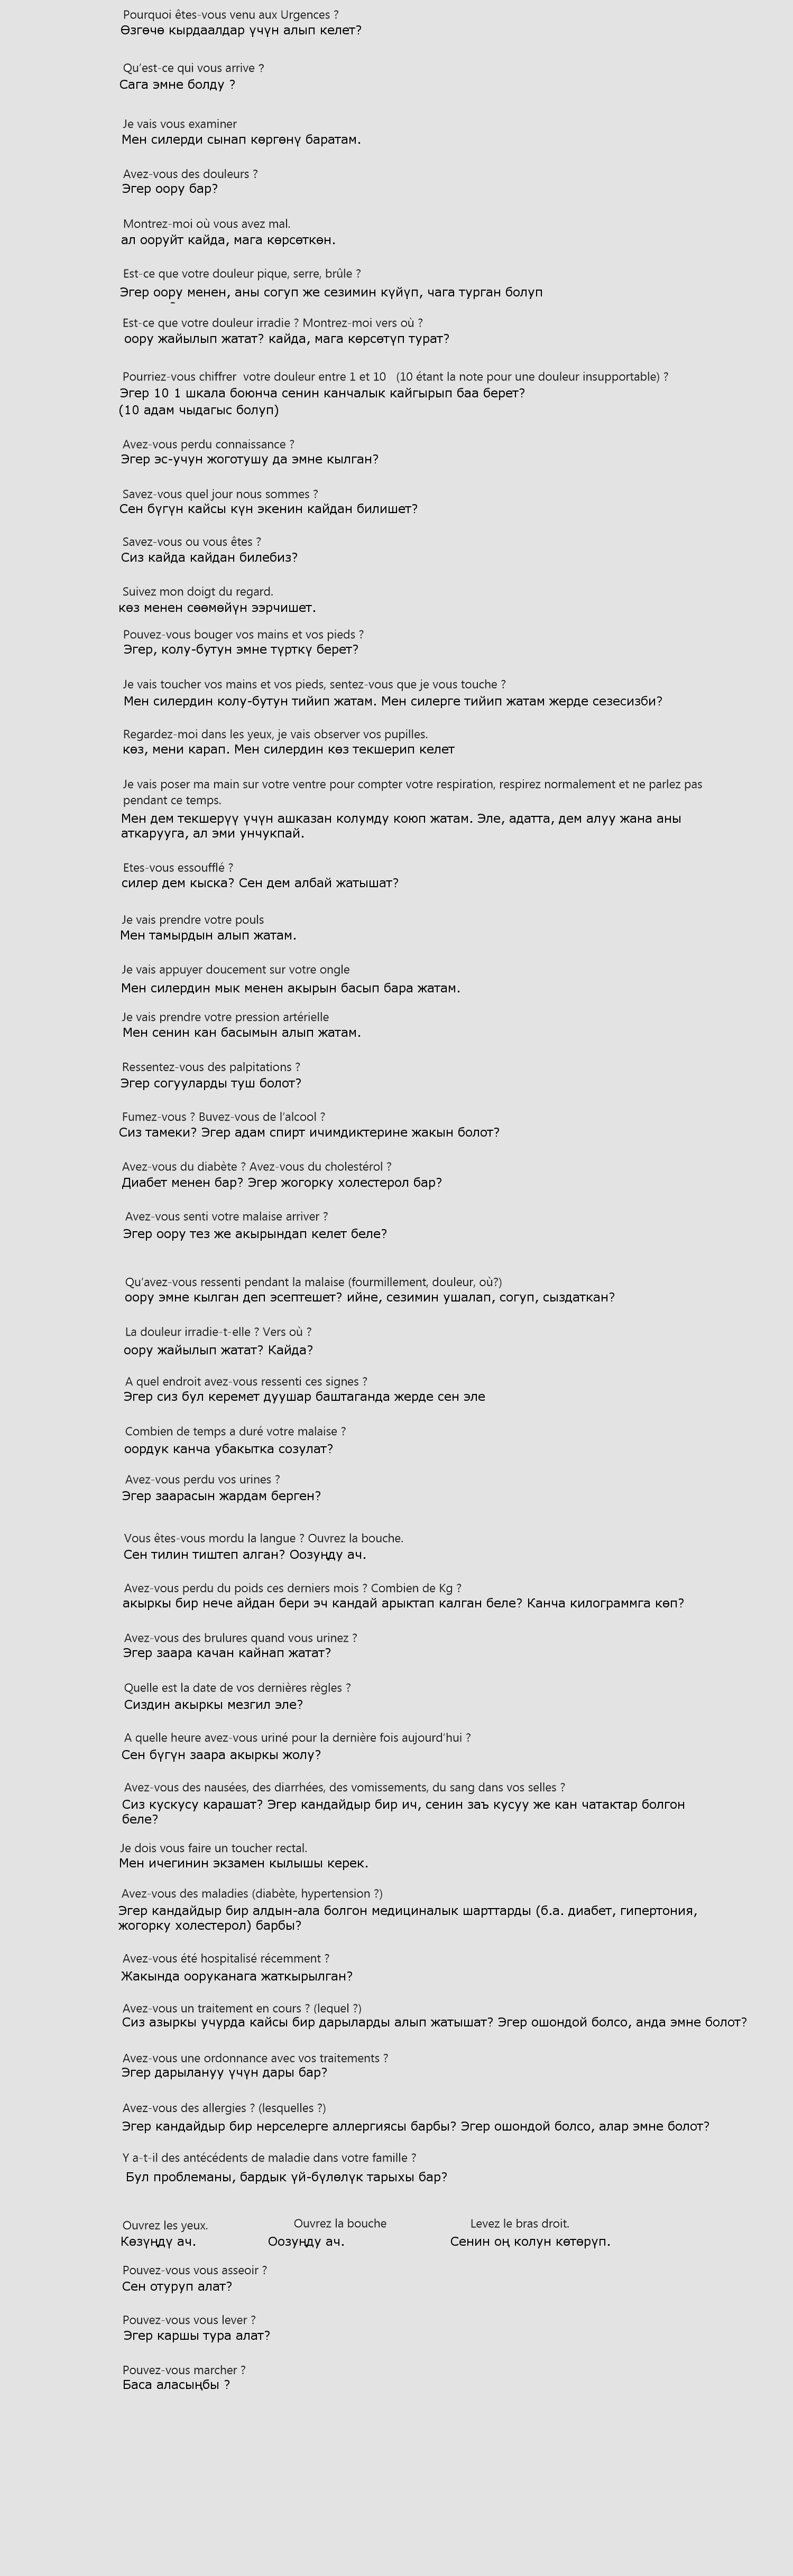 Pourquoi êtes-vous venu aux Urgences ?
Өзгөчө кырдаалдар үчүн алып келет?
Qu'est-ce qui vous arrive ?
Сага эмне болду ?
Je vais vous examiner
Мен силерди сынап көргөнү баратам.
Avez-vous des douleurs ?
Эгер оору бар?
Montrez-moi où vous avez mal.
ал ооруйт кайда, мага көрсөткөн.
Est-ce que votre douleur pique, serre, brûle ?
Эгер оору менен, аны согуп же сезимин күйүп, чага турган болуп
Est-ce que votre douleur irradie ? Montrez-moi vers où ?
оору жайылып жатат? кайда, мага көрсөтүп турат?
Pourriez-vous chiffrer votre douleur entre 1 et 10 (10 étant la note pour une douleur insupportable) ?
Эгер 10 1 шкала боюнча сенин канчалык кайгырып баа берет?
(10 адам чыдагыс болуп)
Avez-vous perdu connaissance ?
Эгер эс-учун жоготушу да эмне кылган?
Savez-vous quel jour nous sommes ?
Сен бүгүн кайсы күн экенин кайдан билишет?
Savez-vous ou vous êtes ?
Сиз кайда кайдан билебиз?
Suivez mon doigt du regard.
көз менен сөөмөйүн ээрчишет.
Pouvez-vous bouger vos mains et vos pieds ?
Эгер, колу-бутун эмне түрткү берет?
Je vais toucher vos mains et vos pieds, sentez-vous que je vous touche ?
Мен силердин колу-бутун тийип жатам. Мен силерге тийип жатам жерде сезесизби?
Regardez-moi dans les yeux, je vais observer vos pupilles.
көз, мени карап. Мен силердин көз текшерип келет
Je vais poser ma main sur votre ventre pour compter votre respiration, respirez normalement et ne parlez pas
pendant ce temps.
Мен дем текшерүү үчүн ашказан колумду коюп жатам. Эле, адатта, дем алуу жана аны
аткарууга, ал эми унчукпай.
Etes-vous essoufflé ?
силер дем кыска? Сен дем албай жатышат?
Je vais prendre votre pouls
Мен тамырдын алып жатам.
Je vais appuyer doucement sur votre ongle
Мен силердин мык менен акырын басып бара жатам.
Je vais prendre votre pression artérielle
Мен сенин кан басымын алып жатам.
Ressentez-vous des palpitations ?
Эгер согууларды туш болот?
Fumez-vous ? Buvez-vous de l'alcool ?
Сиз тамеки? Эгер адам спирт ичимдиктерине жакын болот?
Avez-vous du diabète ? Avez-vous du cholestérol ?
Диабет менен бар? Эгер жогорку холестерол бар?
Avez-vous senti votre malaise arriver ?
Эгер оору тез же акырындап келет беле?
Qu'avez-vous ressenti pendant la malaise (fourmillement, douleur, où?)
оору эмне кылган деп эсептешет? ийне, сезимин ушалап, согуп, сыздаткан?
La douleur irradie-t-elle ? Vers où ?
оору жайылып жатат? Кайда?
A quel endroit avez-vous ressenti ces signes ?
Эгер сиз бул керемет дуушар баштаганда жерде сен эле
Combien de temps a duré votre malaise ?
оордук канча убакытка созулат?
Avez-vous perdu vos urines ?
Эгер заарасын жардам берген?
Vous êtes-vous mordu la langue ? Ouvrez la bouche.
Сен тилин тиштеп алган? Оозуңду ач.
Avez-vous perdu du poids ces derniers mois ? Combien de Kg ?
акыркы бир нече айдан бери эч кандай арыктап калган беле? Канча килограммга көп?
Avez-vous des brulures quand vous urinez ?
Эгер заара качан кайнап жатат?
Quelle est la date de vos dernières règles ?
Сиздин акыркы мезгил эле?
A quelle heure avez-vous uriné pour la dernière fois aujourd'hui ?
Сен бүгүн заара акыркы жолу?
Avez-vous des nausées, des diarrhées, des vomissements, du sang dans vos selles ?
Сиз кускусу карашат? Эгер кандайдыр бир ич, сенин заъ кусуу же кан чатактар болгон
беле?
Je dois vous faire un toucher rectal.
Мен ичегинин экзамен кылышы керек.
Avez-vous des maladies (diabète, hypertension ?)
Эгер кандайдыр бир алдын-ала болгон медициналык шарттарды (б.а. диабет, гипертония,
жогорку холестерол) барбы?
Avez-vous été hospitalisé récemment ?
Жакында ооруканага жаткырылган?
Avez-vous un traitement en cours ? (lequel ?)
Сиз азыркы учурда кайсы бир дарыларды алып жатышат? Эгер ошондой болсо, анда эмне болот?
Avez-vous une ordonnance avec vos traitements ?
Эгер дарылануу үчүн дары бар?
Avez-vous des allergies ? (lesquelles ?)
Эгер кандайдыр бир нерселерге аллергиясы барбы? Эгер ошондой болсо, алар эмне болот?
Y a-t-il des antécédents de maladie dans votre famille ?
Бул проблеманы, бардык үй-бүлөлүк тарыхы бар?
Ouvrez les yeux. Ouvrez la bouche Levez le bras droit.
Көзүңдү ач. Оозуңду ач. Сенин оң колун көтөрүп.
Pouvez-vous vous asseoir ?
Сен отуруп алат?
Pouvez-vous vous lever ?
Эгер каршы тура алат?
Pouvez-vous marcher ?
Баса аласыңбы ?